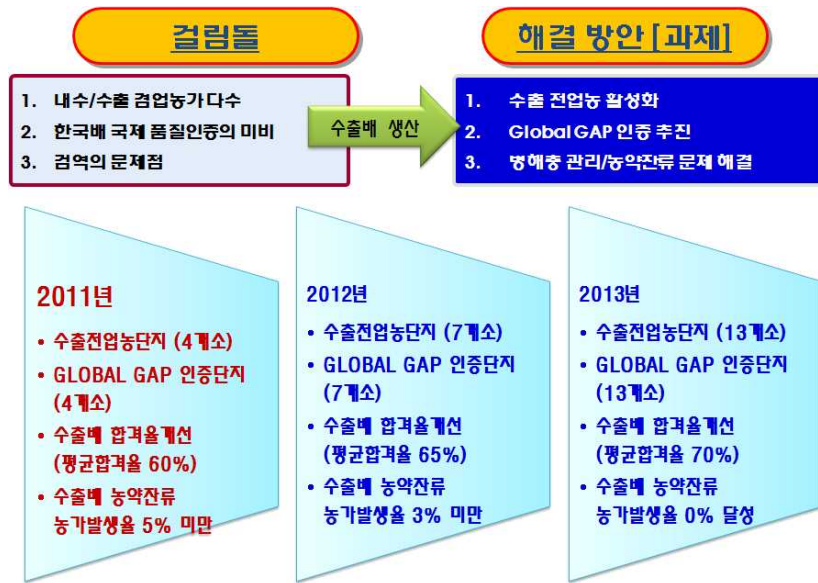 걸림돌
해결 방안 [과제]
1. 내수/수출 겸업농가 다수
2. 한국배 국제 품질인증의 미비
3. 검역의 문제점
수출배 생산
1. 수출 전업농 활성화
2. Global GAP 인증 추진
3. 병해충 관리/농약잔류 문제 해결
2011년
• 수출전업농단지 (4개소)
• GLOBAL GAP 인증단지
(4개소)
• 수출배 합격율개선
(평균합격율 60%)
• 수출배 농약잔류
농가발생율 5% 미만
2012년
• 수출전업농단지 (7개소)
• GLOBAL GAP 인증단지
(7개소)
• 수출배 합격율개선
(평균합격율 65%)
• 수출배 농약잔류
농가발생율 3% 미만
2013년
• 수출전업농단지 (13개소)
• GLOBAL GAP 인증단지
(13개소)
• 수출배 합격율개선
(평균합격율 70%)
• 수출배 농약잔류
농가발생율 0% 달성